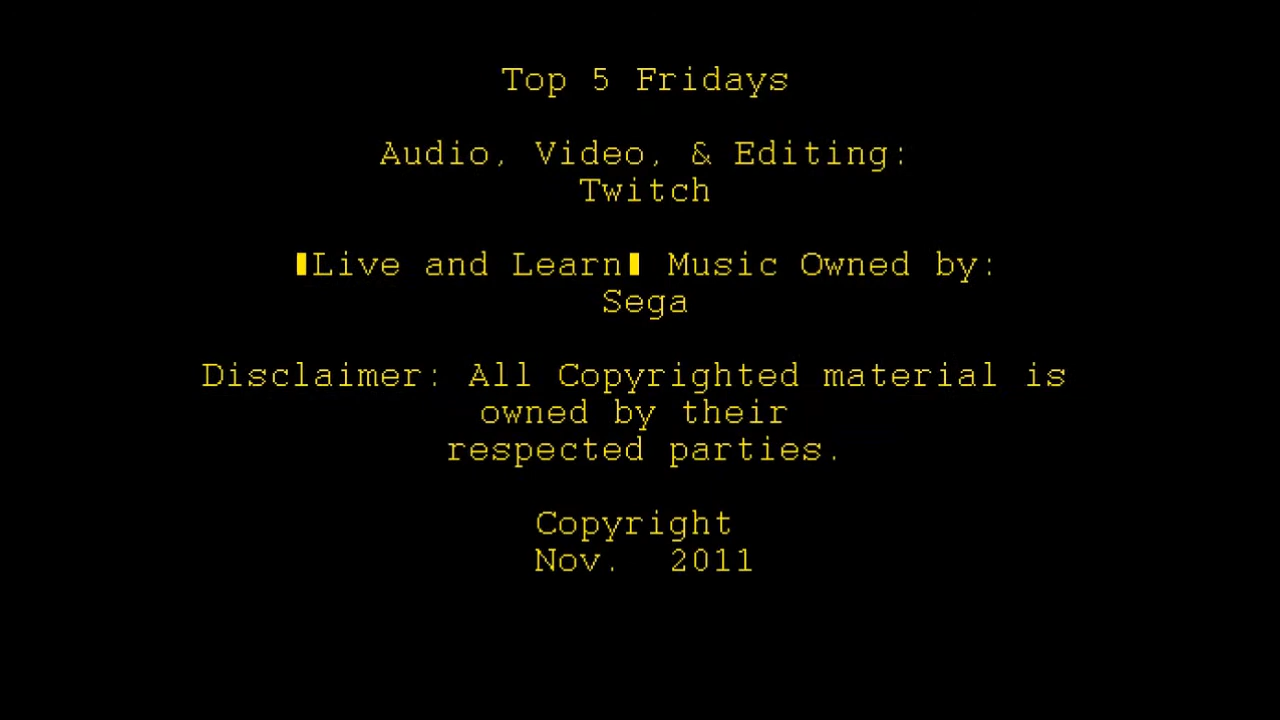 Top 5 Fridays
Audio, Video, & Editing:
Twitch
▮Live and Learn▮ Music Owned by:
Sega
Disclaimer: All Copyrighted material is
owned by their
respected parties.
Copyright
Nov.  2011